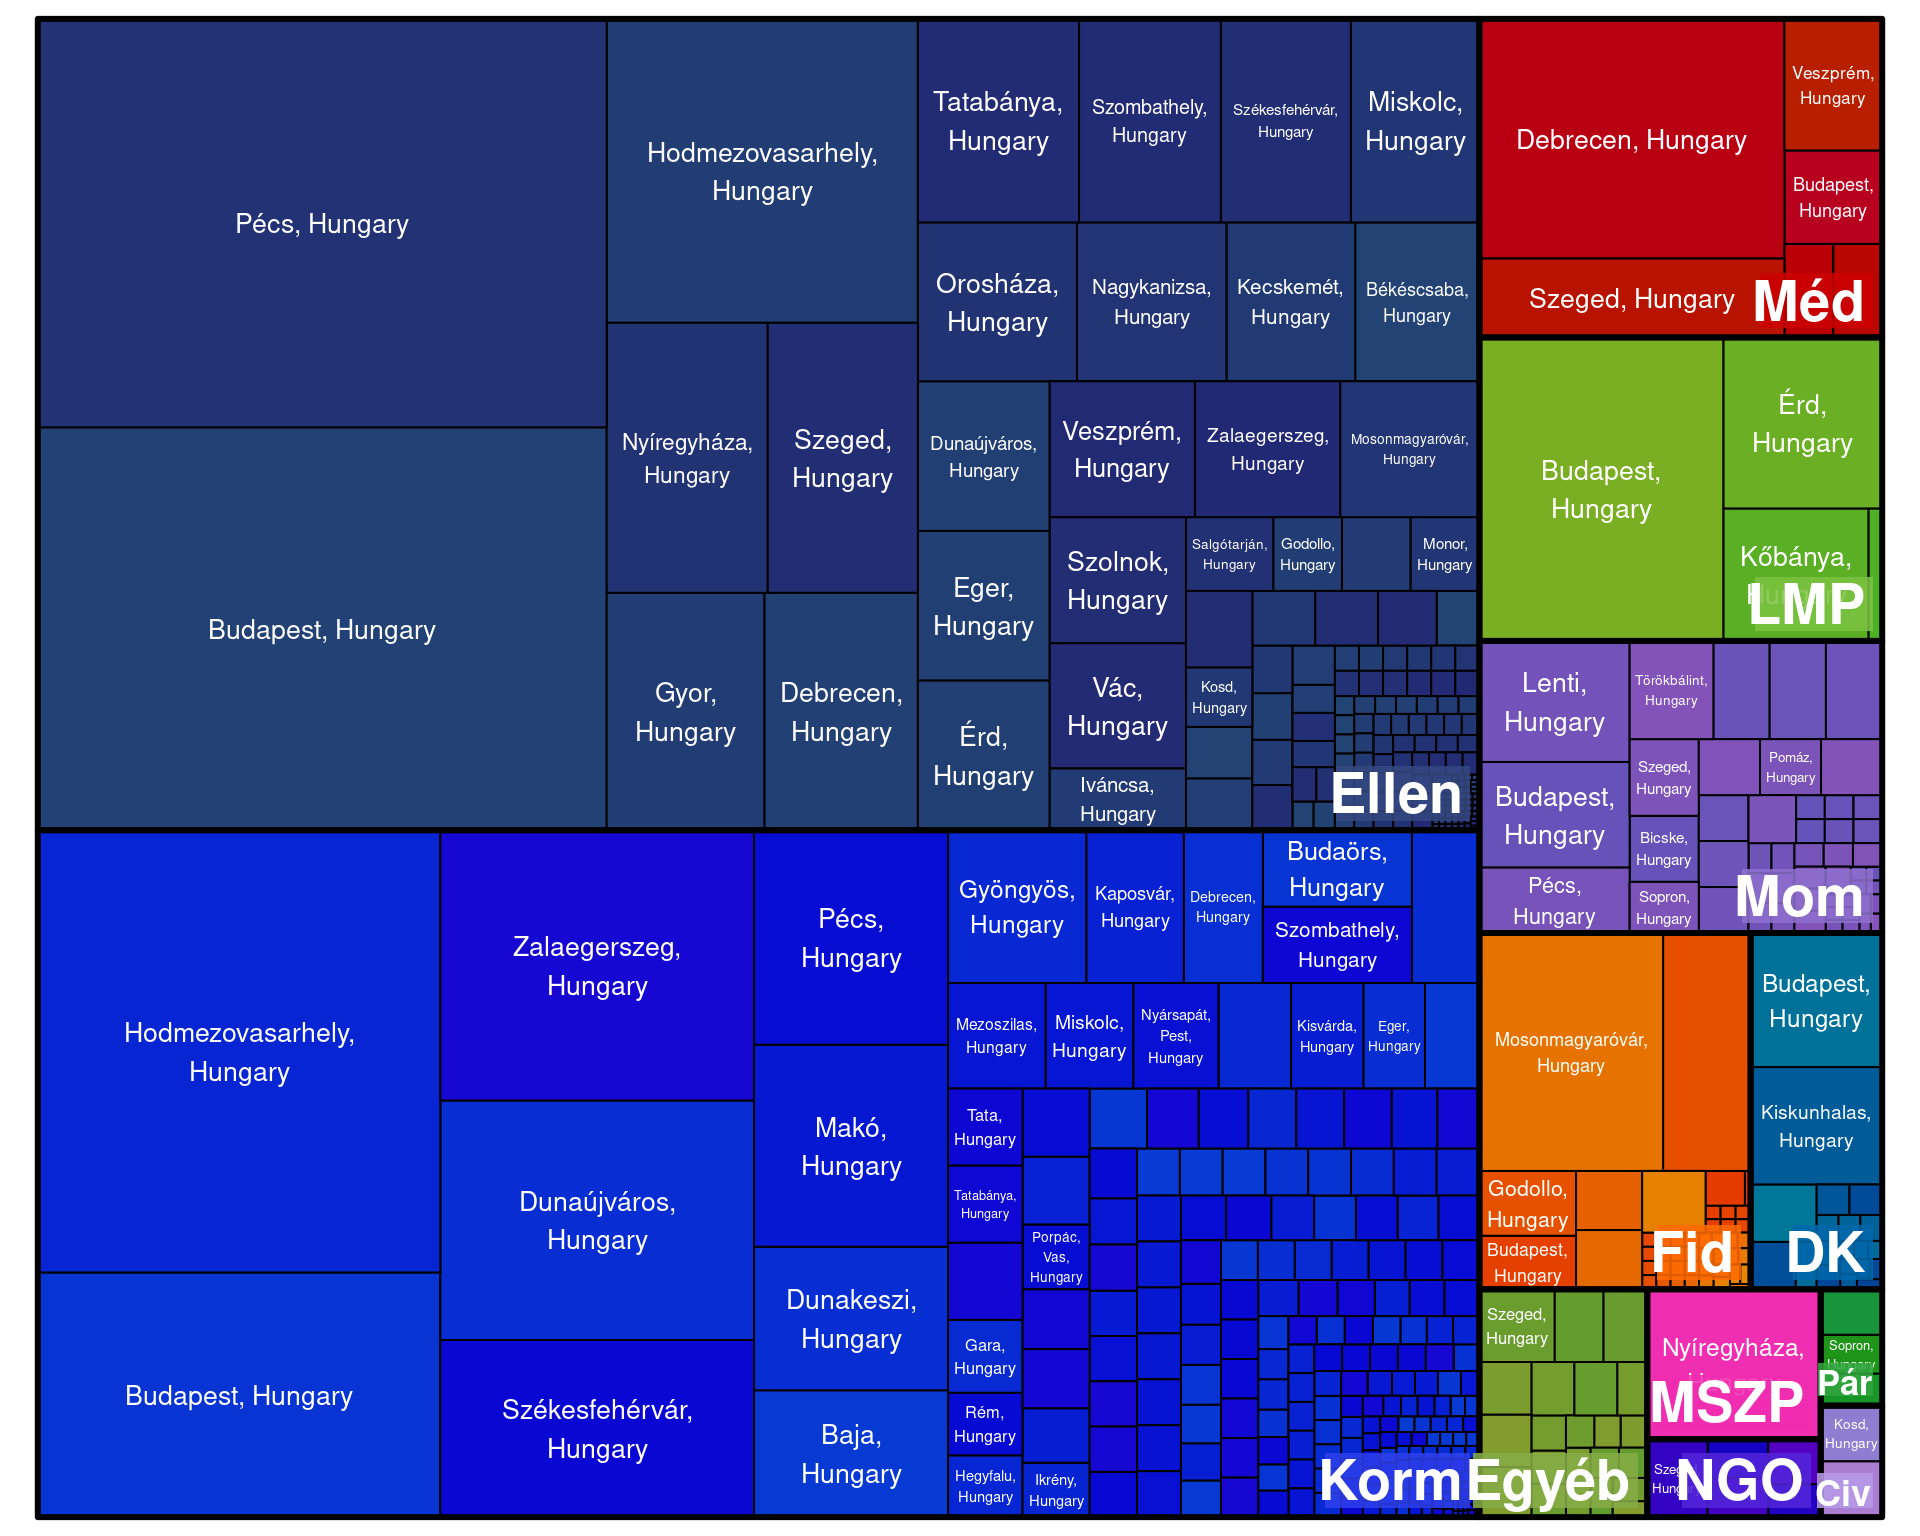 Pécs, Hungary
Budapest, Hungary
Hodmezovasarhely,
Hungary
Nyíregyháza,
Hungary
Szeged,
Hungary
Gyor,
Hungary
Debrecen,
Hungary
Tatabánya,
Hungary
Szombathely,
Hungary
Székesfehérvár,
Hungary
Miskolc,
Hungary
Orosháza,
Hungary
Nagykanizsa,
Hungary
Kecskemét,
Hungary
Békéscsaba,
Hungary
Dunaújváros,
Hungary
Eger,
Hungary
Érd,
Hungary
Veszprém,
Hungary
Zalaegerszeg,
Hungary
Mosonmagyaróvár,
Hungary
Szolnok,
Hungary
Vác,
Hungary
Iváncsa,
Hungary
Salgótarján,
Hungary
Godollo,
Hungary
Monor,
Hungary
Kosd,
Hungary
Ellen
Debrecen, Hungary
Veszprém,
Hungary
Budapest,
Hungary
Szeged, Hungary
Méd
Budapest,
Hungary
Érd,
Hungary
Kőbánya,
LMP
Lenti,
Hungary
Törökbálint,
Hungary
Budapest,
Hungary
Szeged,
Hungary
Pomáz,
Hungary
Bicske,
Hungary
Pécs,
Hungary
Sopron,
Hungary
Mom
Hodmezovasarhely,
Hungary
Budapest, Hungary
Zalaegerszeg,
Hungary
Dunaújváros,
Hungary
Székesfehérvár,
Hungary
Pécs,
Hungary
Makó,
Hungary
Dunakeszi,
Hungary
Baja,
Hungary
Gyöngyös,
Hungary
Kaposvár,
Hungary
Debrecen,
Hungary
Budaörs,
Hungary
Szombathely,
Hungary
Mezoszilas,
Hungary
Miskolc,
Hungary
Nyársapát,
Pest,
Hungary
Kisvárda,
Hungary
Eger,
Hungary
Tata,
Hungary
Tatabánya,
Hungary
Porpác,
Vas,
Hungary
Gara,
Hungary
Rém,
Hungary
Hegyfalu,
Hungary
Ikrény,
Hungary
Korm
Mosonmagyaróvár,
Hungary
Godollo,
Hungary
Budapest,
Hungary
Fid
Budapest,
Hungary
Kiskunhalas,
Hungary
DK
Szeged,
Hungary
Egyéb
Nyíregyháza,
MSZP
Sopron,
Pár
NGO
Kosd,
Hungary
Civ